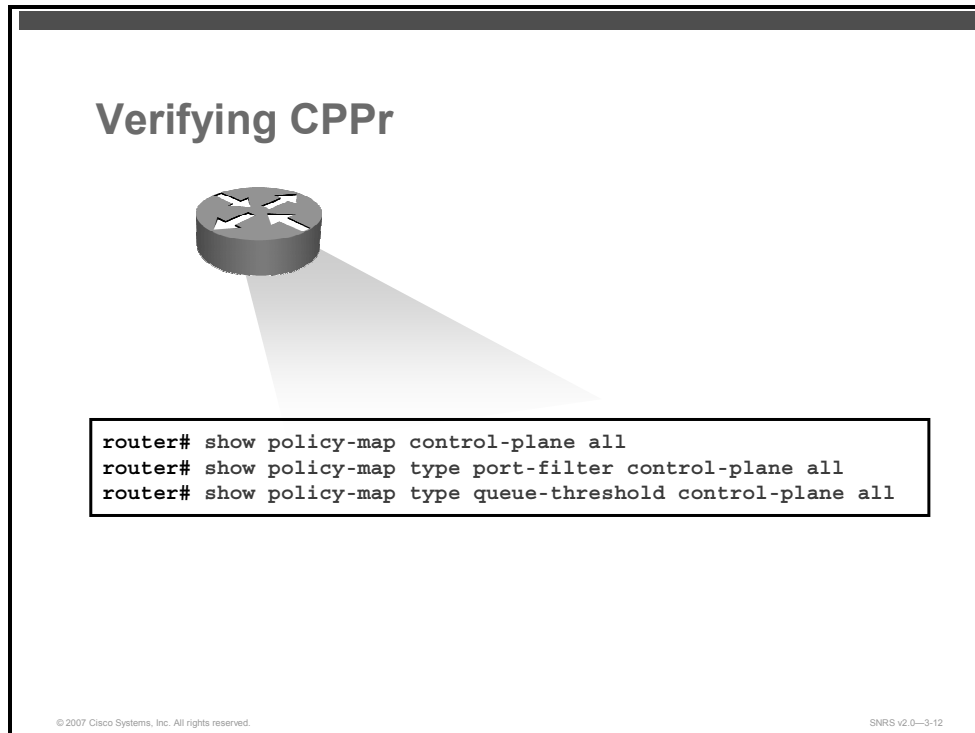 Verifying CPPr
router# show policy-map control-plane all
router# show policy-map type port-filter control-plane all
router# show policy-map type queue-threshold control-plane all
© 2007 Cisco Systems, Inc. All rights reserved.
SNRS v2.0—3-12